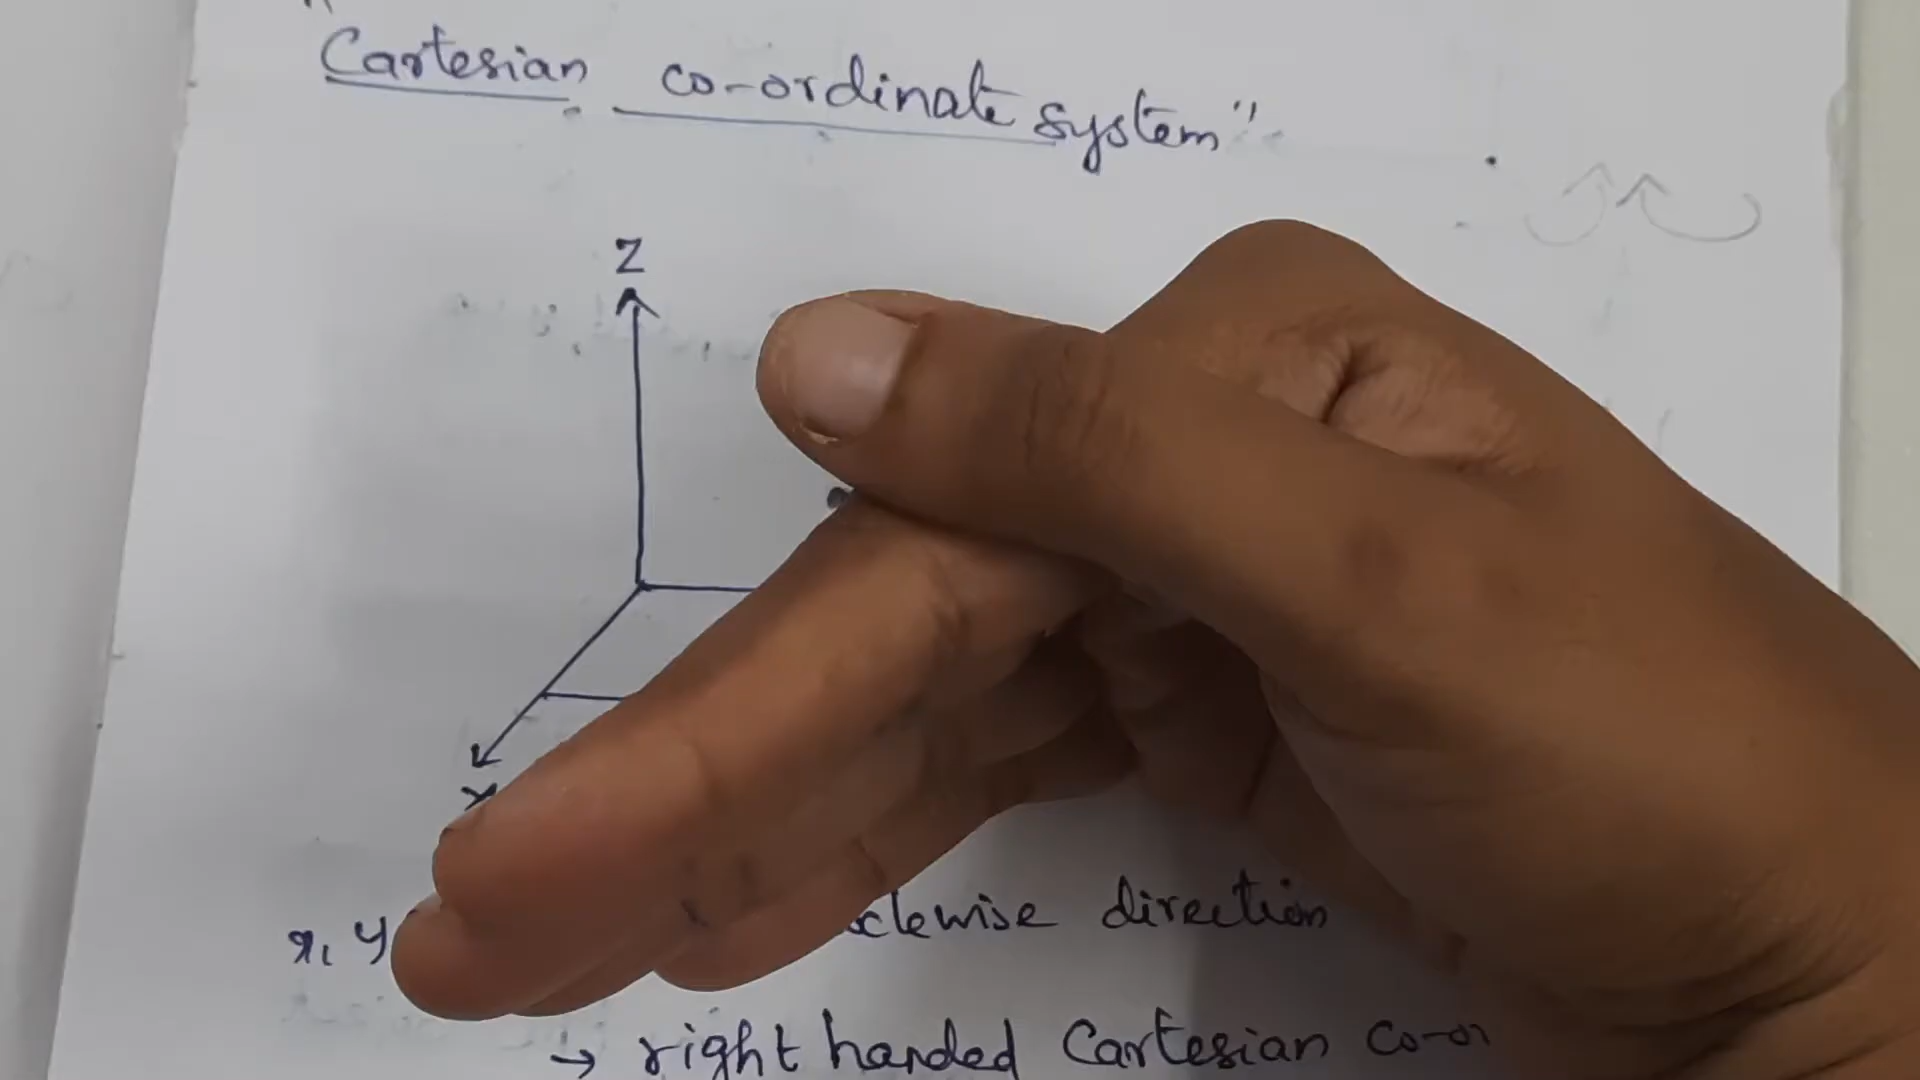 "Cartesian co-ordinate system"
Z
X
x, y clewise direction
→ right handed Cartesian co-or